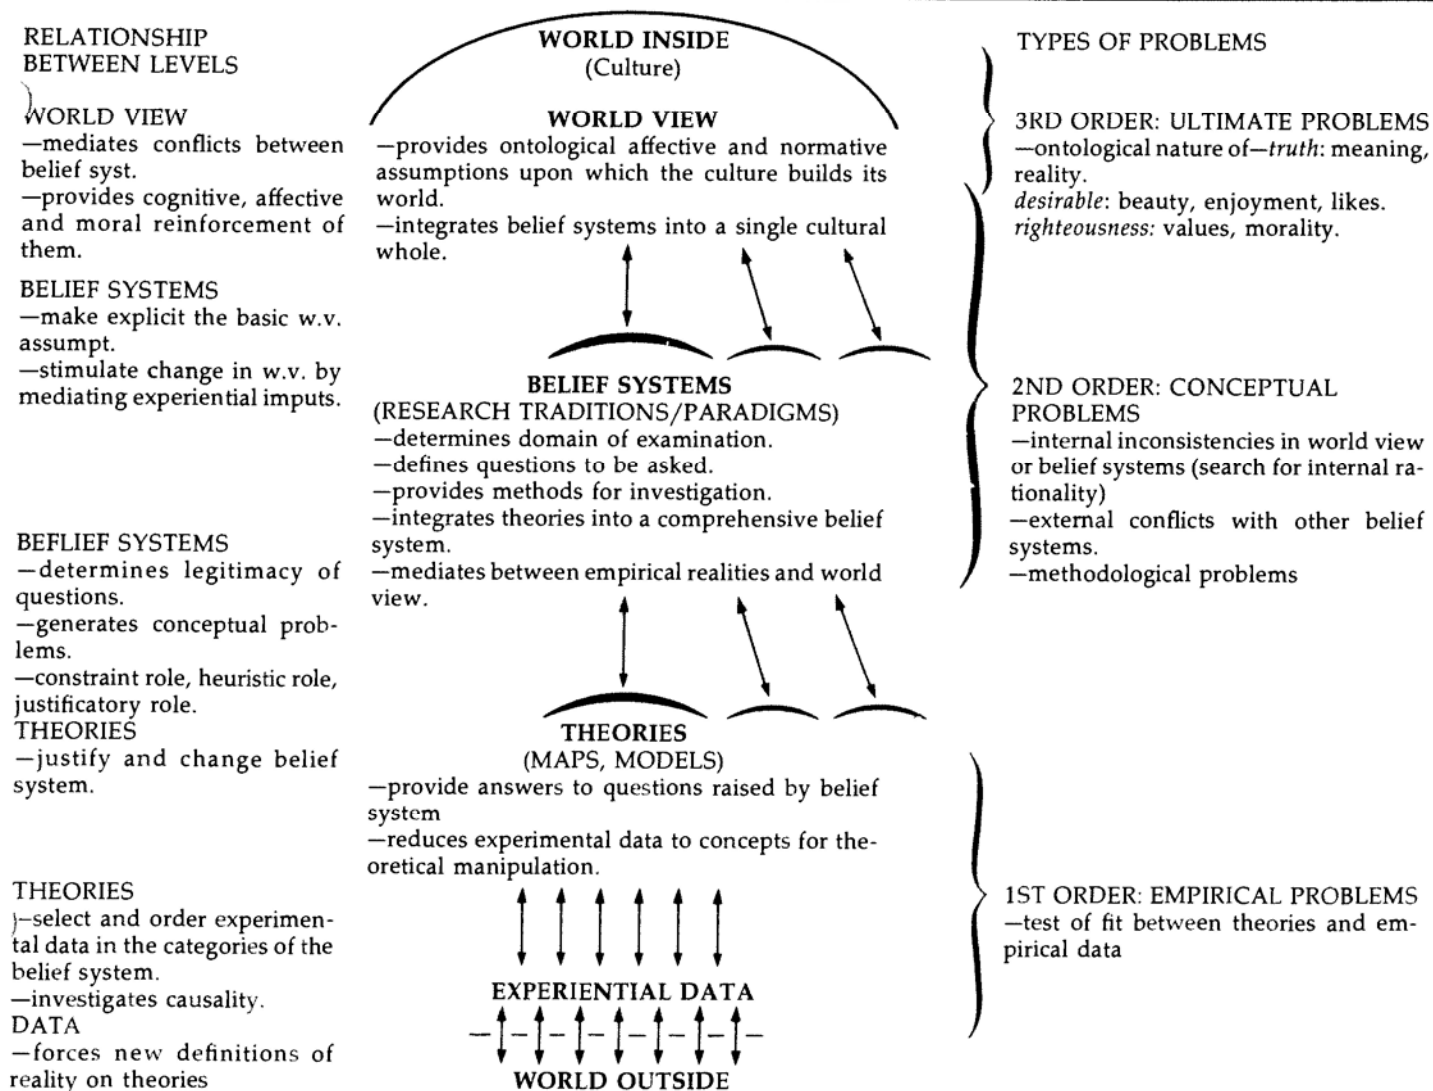 RELATIONSHIP
BETWEEN LEVELS
WORLD VIEW
—mediates conflicts between
belief syst.
—provides cognitive, affective
and moral reinforcement of
them.
BELIEF SYSTEMS
—make explicit the basic w.v.
assumpt.
—stimulate change in w.v. by
mediating experiential imputs.
BEFLIEF SYSTEMS
—determines legitimacy of
questions.
—generates conceptual prob-
lems.
—constraint role, heuristic role,
justificatory role.
THEORIES
—justify and change belief
system.
THEORIES
—select and order experimen-
tal data in the categories of the
belief system.
—investigates causality.
DATA
—forces new definitions of
reality on theories
WORLD INSIDE
(Culture)
WORLD VIEW
—provides ontological affective and normative
assumptions upon which the culture builds its
world.
—integrates belief systems into a single cultural
whole.
BELIEF SYSTEMS
(RESEARCH TRADITIONS/PARADIGMS)
—determines domain of examination.
—defines questions to be asked.
—provides methods for investigation.
—integrates theories into a comprehensive belief
system.
—mediates between empirical realities and world
view.
THEORIES
(MAPS, MODELS)
—provide answers to questions raised by belief
system
—reduces experimental data to concepts for the-
oretical manipulation.
EXPERIENTIAL DATA
WORLD OUTSIDE
TYPES OF PROBLEMS
3RD ORDER: ULTIMATE PROBLEMS
—ontological nature of—truth: meaning,
reality.
desirable: beauty, enjoyment, likes.
righteousness: values, morality.
2ND ORDER: CONCEPTUAL
PROBLEMS
—internal inconsistencies in world view
or belief systems (search for internal ra-
tionality)
—external conflicts with other belief
systems.
—methodological problems
1ST ORDER: EMPIRICAL PROBLEMS
—test of fit between theories and em-
pirical data